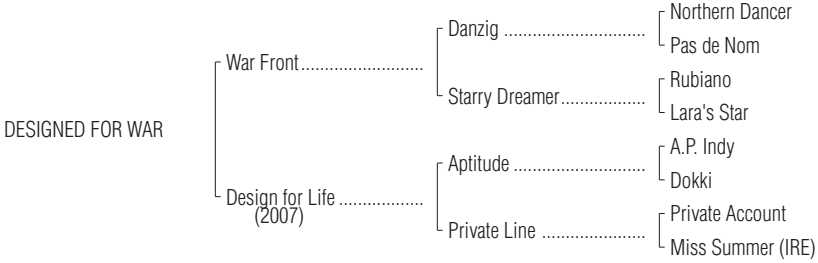 Northern Dancer
Danzig ..............................
Pas de Nom
War Front..........................
Rubiano
Starry Dreamer..................
Lara's Star
DESIGNED FOR WAR
A.P. Indy
Aptitude ............................
Dokki
Design for Life ..................
(2007)
Private Account
Private Line ......................
Miss Summer (IRE)